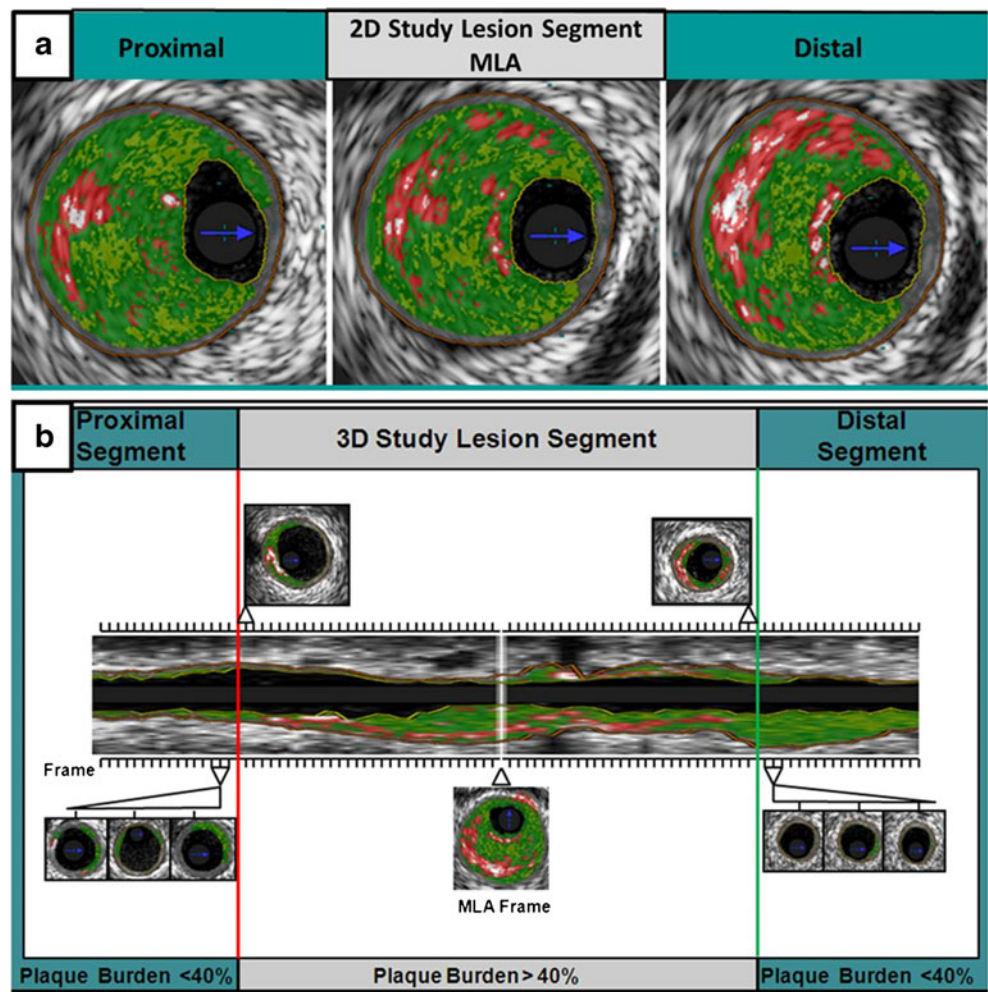 a
Proximal
2D Study Lesion Segment
MLA
Distal
b
Proximal
Segment
3D Study Lesion Segment
Distal
Segment
Frame
MLA Frame
Plaque Burden <40%
Plaque Burden> 40%
Plaque Burden <40%